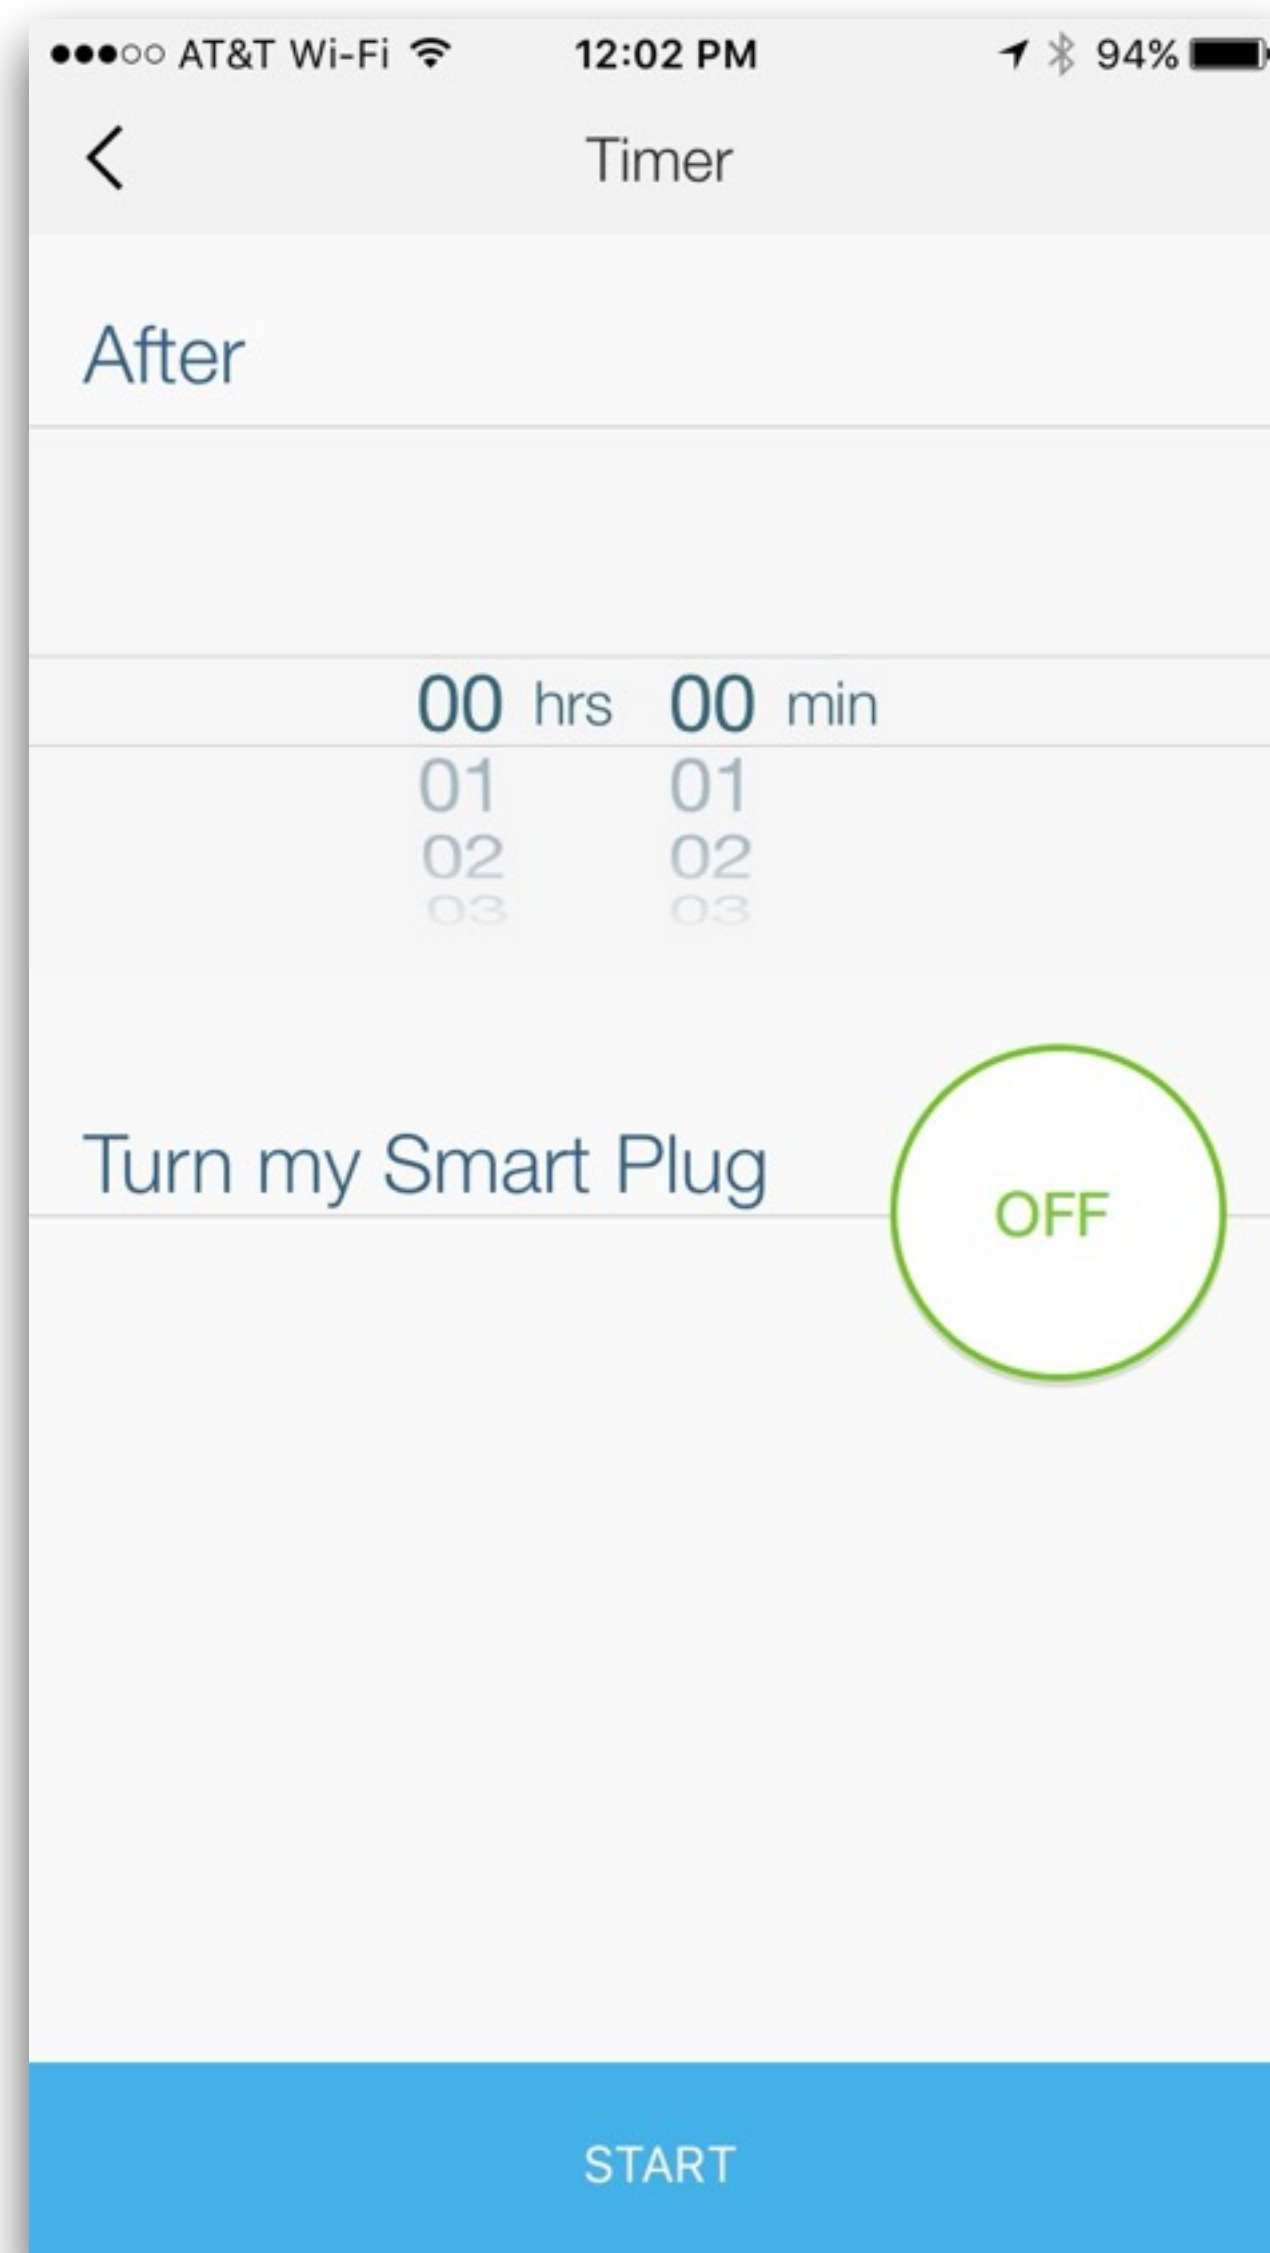 AT&T Wi-Fi 12:02 PM 94%
Timer
After
00 hrs 00 min
01 01
02 02
03 03
Turn my Smart Plug
OFF
START